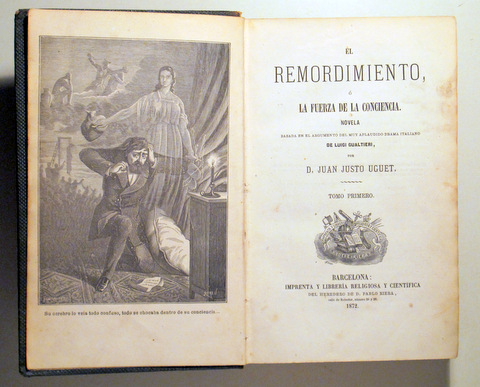 EL
REMORDIMIENTO,
ó
LA FUERZA DE LA CONCIENCIA.
NOVELA
BASADA EN EL ARGUMENTO DEL MUY APLAUDIDO DRAMA ITALIANO
DE LUIGI GUALTIERI,
POR
D. JUAN JUSTO UGUET.
TOMO PRIMERO.
BARCELONA:
IMPRENTA Y LIBRERÍA RELIGIOSA Y CIENTÍFICA
DEL HEREDERO DE D. PABLO RIERA,
1872.
Su cerebro lo veia todo confuso, todo se chocaba dentro de su conciencia...